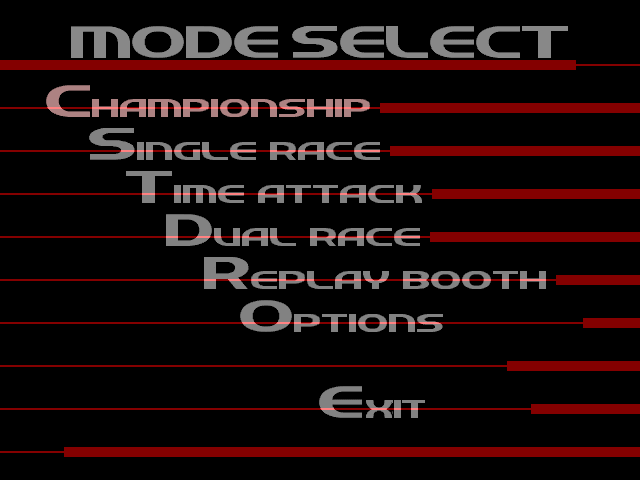 MODE SELECT
CHAMPIONSHIP
SINGLE RACE
TIME ATTACK
DUAL RACE
REPLAY BOOTH
OPTIONS
EXIT